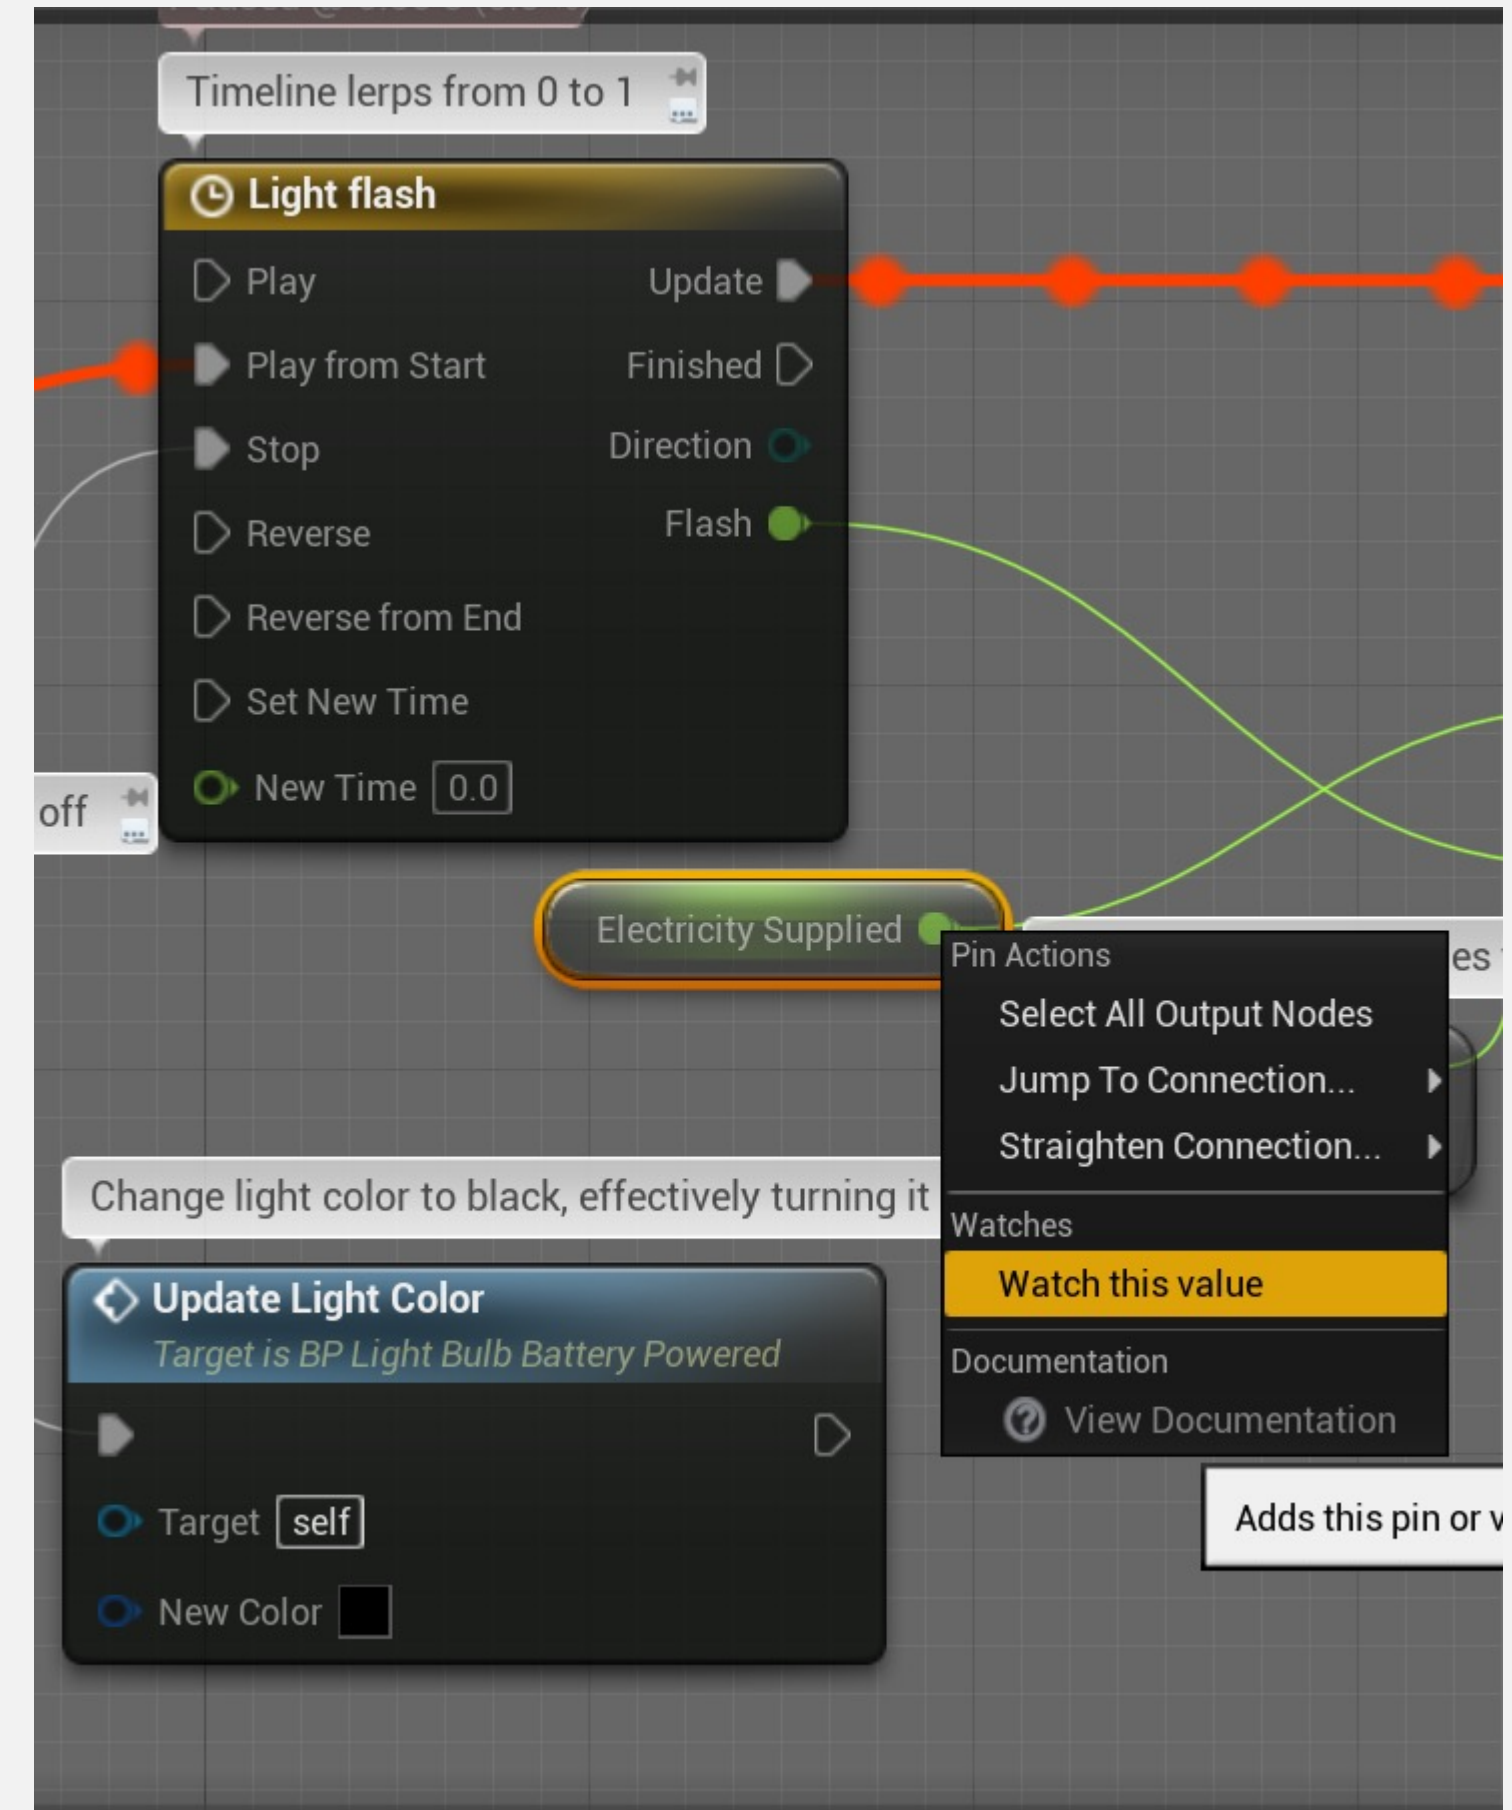 Timeline lerps from 0 to 1
Light flash
Play
Update
Play from Start
Finished
Stop
Direction
Flash
Reverse
Reverse from End
Set New Time
New Time 0.0
off
Electricity Supplied
es
Pin Actions
Select All Output Nodes
Jump To Connection...
Straighten Connection...
Watches
Watch this value
Documentation
View Documentation
Change light color to black, effectively turning it
Update Light Color
Target is BP Light Bulb Battery Powered
Target self
New Color
Adds this pin or